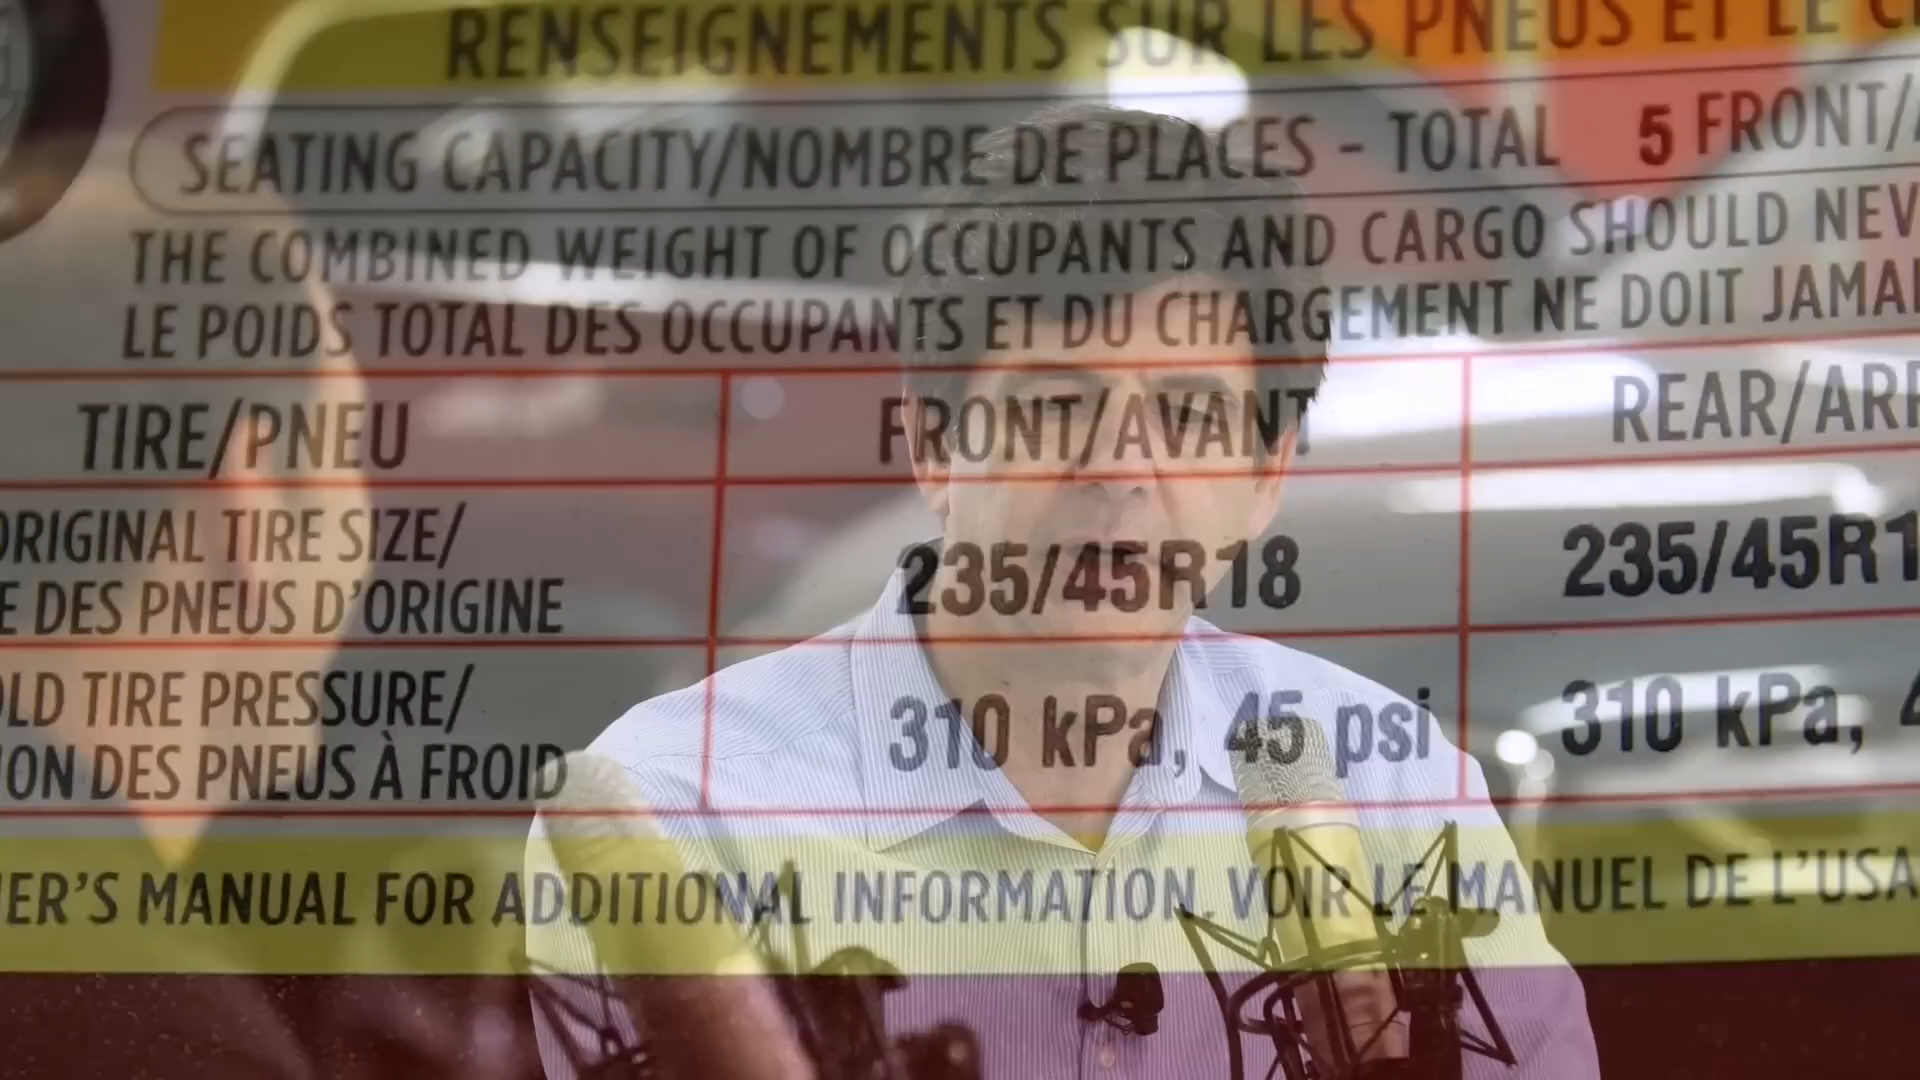 RENSEIGNEMENTS SUR LES PNEUS ET LE
SEATING CAPACITY/NOMBRE DE PLACES - TOTAL 5 FRONT/
THE COMBINED WEIGHT OF OCCUPANTS AND CARGO SHOULD NEV
LE POIDS TOTAL DES OCCUPANTS ET DU CHARGEMENT NE DOIT JAMAI
TIRE/PNEU FRONT/AVANT REAR/ARR
ORIGINAL TIRE SIZE/
E DES PNEUS D'ORIGINE
235/45R18 235/45R1
OLD TIRE PRESSURE/
ION DES PNEUS À FROID
310 kPa, 45 psi 310 kPa, 4
ER'S MANUAL FOR ADDITIONAL INFORMATION. VOIR LE MANUEL DE L'USA